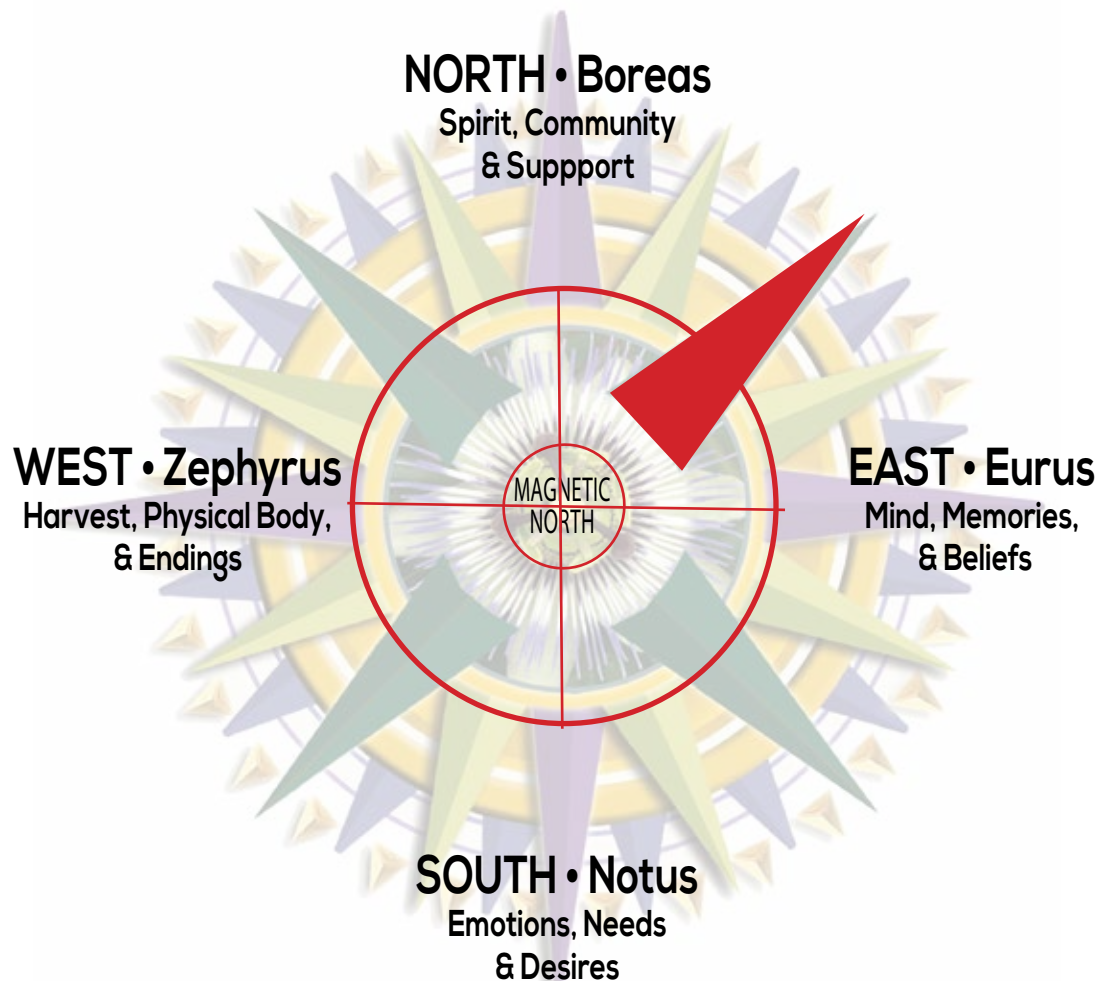 NORTH • Boreas
Spirit, Community
& Suppport
WEST • Zephyrus
Harvest, Physical Body,
& Endings
MAGNETIC
NORTH
EAST • Eurus
Mind, Memories,
& Beliefs
SOUTH • Notus
Emotions, Needs
& Desires